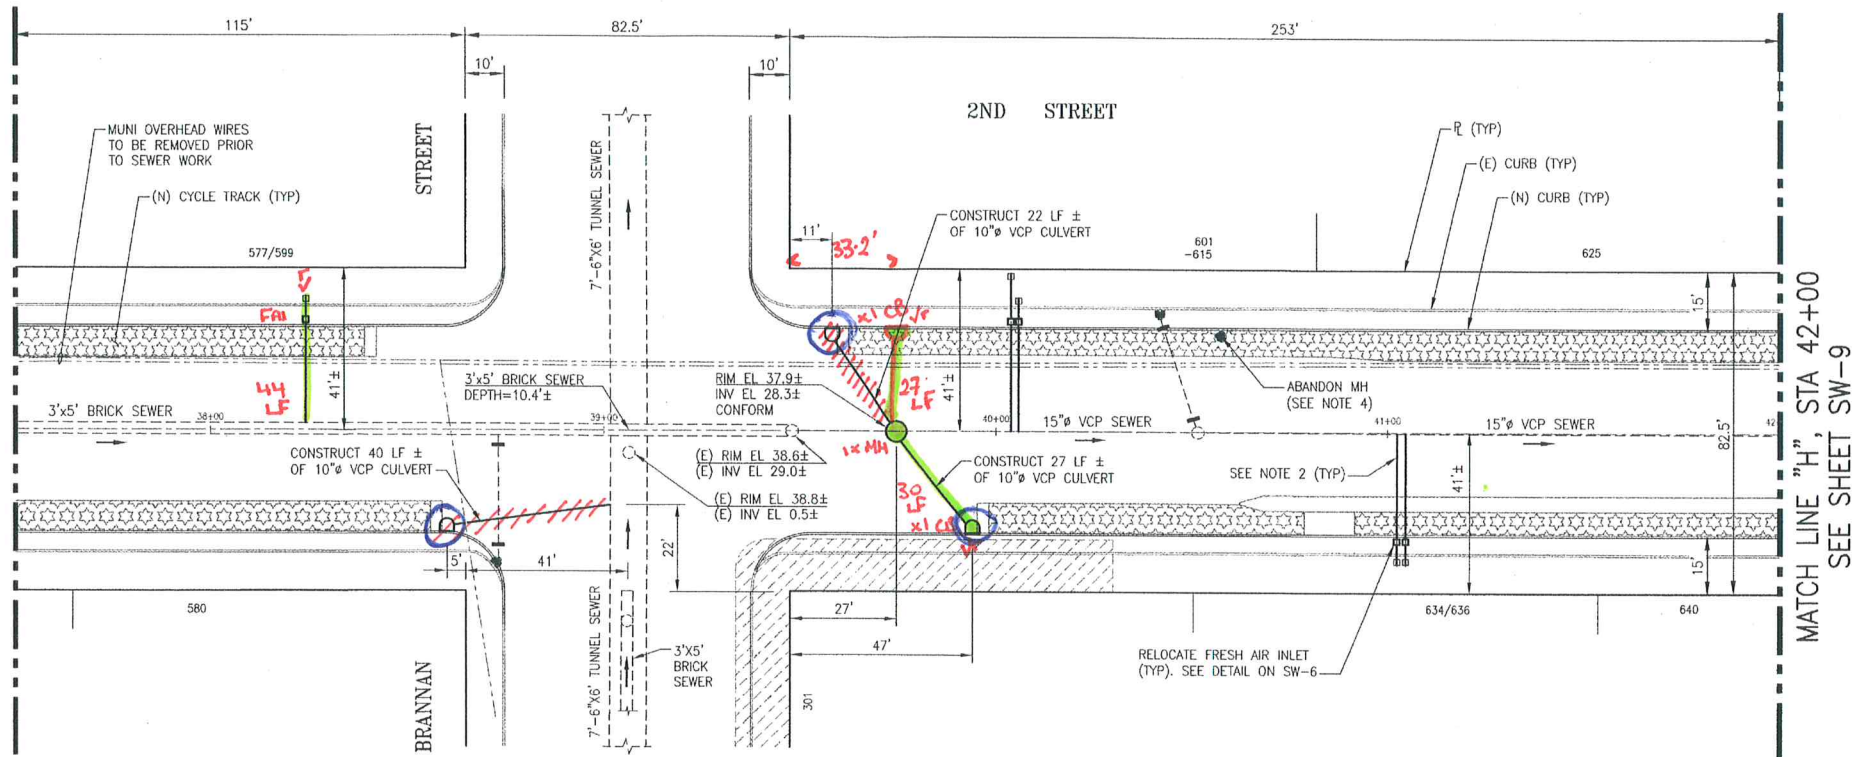 115'
82.5'
253'
10'
10'
2ND STREET
MUNI OVERHEAD WIRES
TO BE REMOVED PRIOR
TO SEWER WORK
(N) CYCLE TRACK (TYP)
STREET
7'-6"X6' TUNNEL SEWER
CONSTRUCT 22 LF ±
OF 10"ø VCP CULVERT
℄ (TYP)
(E) CURB (TYP)
(N) CURB (TYP)
577/599
11'
33.2'
601
-615
625
FAI
x1 CB
44
LF
41'±
27
LF
41'±
15'
3'x5' BRICK SEWER
DEPTH=10.4'±
RIM EL 37.9±
INV EL 28.3±
CONFORM
ABANDON MH
(SEE NOTE 4)
3'x5' BRICK SEWER
38+00
39+00
40+00
15"ø VCP SEWER
41+00
15"ø VCP SEWER
42
82.5'
1x MH
CONSTRUCT 40 LF ±
OF 10"ø VCP CULVERT
(E) RIM EL 38.6±
(E) INV EL 29.0±
(E) RIM EL 38.8±
(E) INV EL 0.5±
CONSTRUCT 27 LF ±
OF 10"ø VCP CULVERT
SEE NOTE 2 (TYP)
41'±
30
LF
x1 CB
5'
41'
22'
15'
580
27'
47'
634/636
640
7'-6"X6' TUNNEL SEWER
3'X5'
BRICK
SEWER
RELOCATE FRESH AIR INLET
(TYP). SEE DETAIL ON SW-6
BRANNAN
301
MATCH LINE "H", STA 42+00
SEE SHEET SW-9